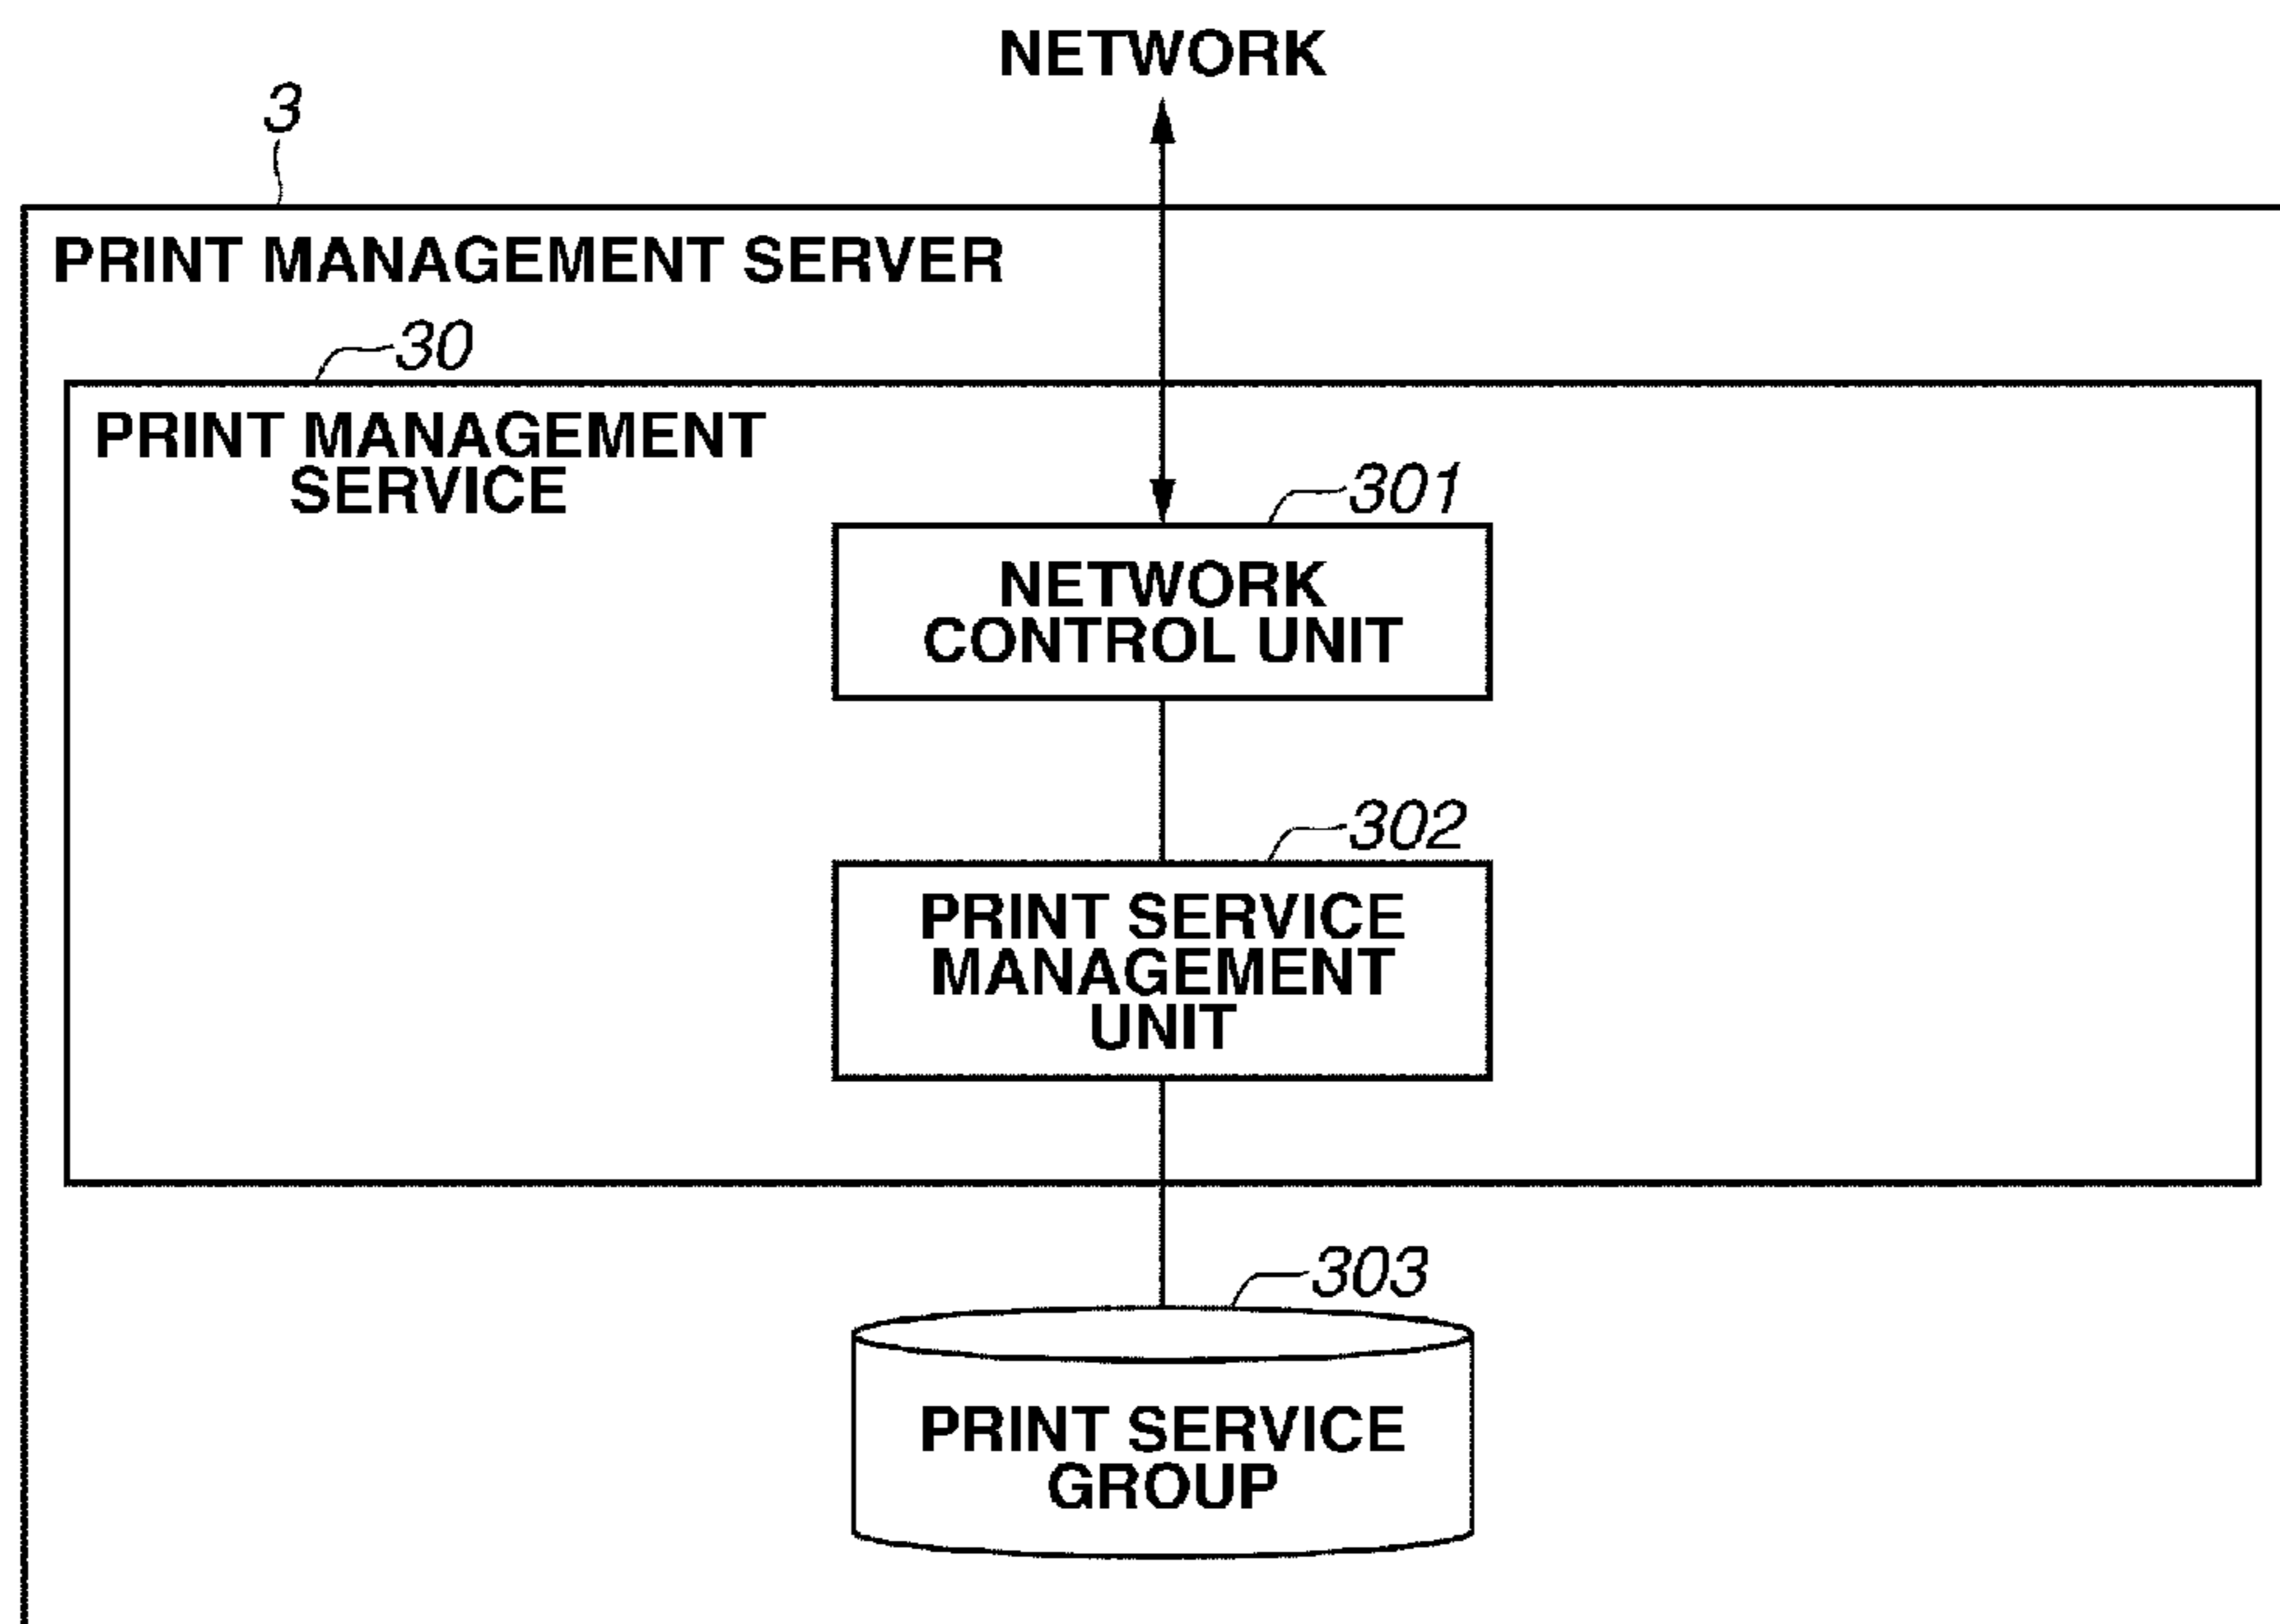 NETWORK
3
PRINT MANAGEMENT SERVER
30
PRINT MANAGEMENT
SERVICE
301
NETWORK
CONTROL UNIT
302
PRINT SERVICE
MANAGEMENT
UNIT
303
PRINT SERVICE
GROUP